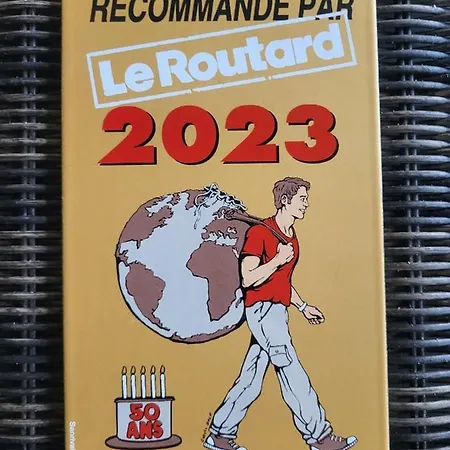 RECOMMANDÉ PAR
Le Routard
2023
50
ANS